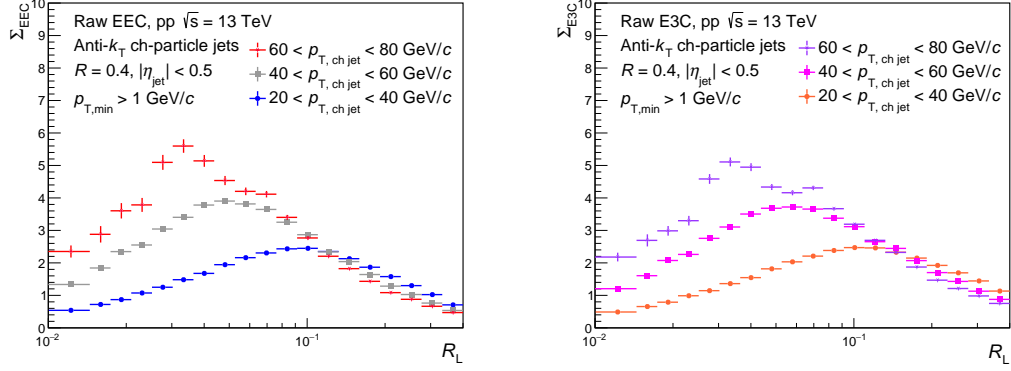 Σ_EEC
10
9
8
7
6
5
4
3
2
1
0
Raw EEC, pp √s = 13 TeV
Anti-k_T ch-particle jets
R = 0.4, |η_jet| < 0.5
p_T,min > 1 GeV/c
60 < p_T, ch jet < 80 GeV/c
40 < p_T, ch jet < 60 GeV/c
20 < p_T, ch jet < 40 GeV/c
10⁻² 10⁻¹
R_L
Σ_E3C
10
9
8
7
6
5
4
3
2
1
0
Raw E3C, pp √s = 13 TeV
Anti-k_T ch-particle jets
R = 0.4, |η_jet| < 0.5
p_T,min > 1 GeV/c
60 < p_T, ch jet < 80 GeV/c
40 < p_T, ch jet < 60 GeV/c
20 < p_T, ch jet < 40 GeV/c
10⁻² 10⁻¹
R_L